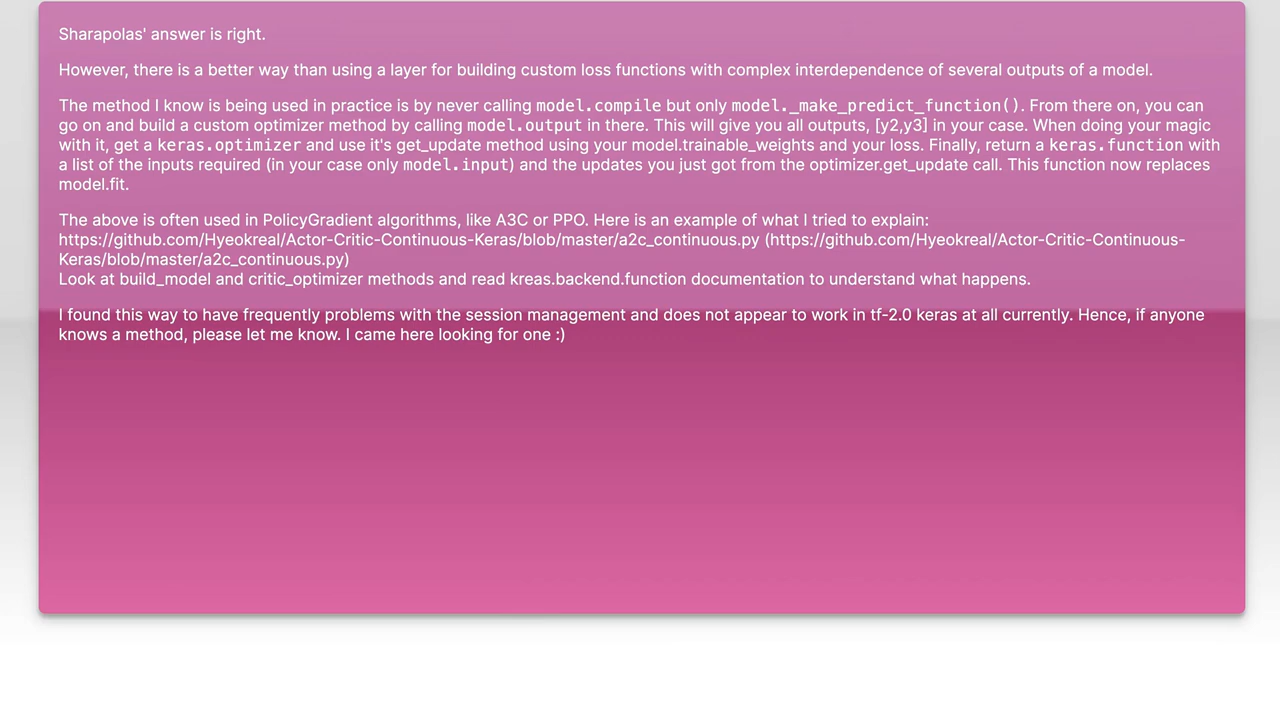 Sharapolas' answer is right.
However, there is a better way than using a layer for building custom loss functions with complex interdependence of several outputs of a model.
The method I know is being used in practice is by never calling model.compile but only model._make_predict_function(). From there on, you can
go on and build a custom optimizer method by calling model.output in there. This will give you all outputs, [y2,y3] in your case. When doing your magic
with it, get a keras.optimizer and use it's get_update method using your model.trainable_weights and your loss. Finally, return a keras.function with
a list of the inputs required (in your case only model.input) and the updates you just got from the optimizer.get_update call. This function now replaces
model.fit.
The above is often used in PolicyGradient algorithms, like A3C or PPO. Here is an example of what I tried to explain:
https://github.com/Hyeokreal/Actor-Critic-Continuous-Keras/blob/master/a2c_continuous.py (https://github.com/Hyeokreal/Actor-Critic-Continuous-
Keras/blob/master/a2c_continuous.py)
Look at build_model and critic_optimizer methods and read kreas.backend.function documentation to understand what happens.
I found this way to have frequently problems with the session management and does not appear to work in tf-2.0 keras at all currently. Hence, if anyone
knows a method, please let me know. I came here looking for one :)